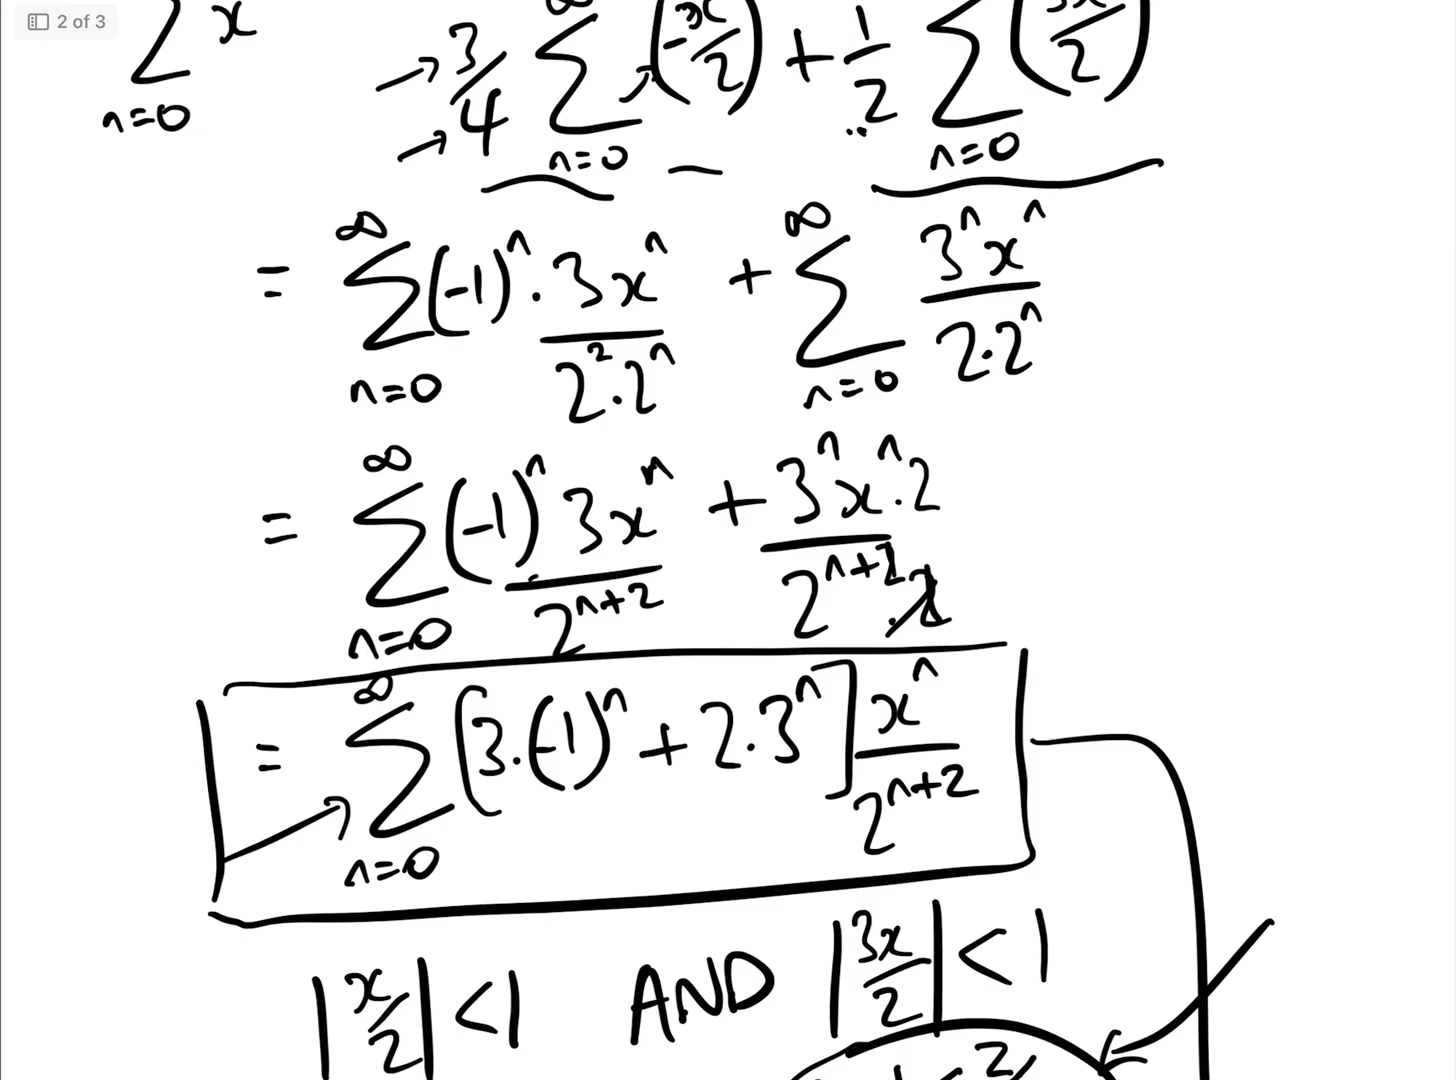 2 of 3
∑ x n=0
3/4 ∑ n=0 (-x/2) + 1/2 ∑ n=0 (3x/2)
= ∑ n=0 ∞ (-1)^n · 3x^n / 2^2·2^n + ∑ n=0 ∞ 3^n x^n / 2·2^n
= ∑ n=0 ∞ (-1)^n 3x^n / 2^(n+2) + 3^n x^n·2 / 2^(n+2)
= ∑ n=0 ∞ [3·(-1)^n + 2·3^n] x^n / 2^(n+2)
|x/2| < 1 AND |3x/2| < 1